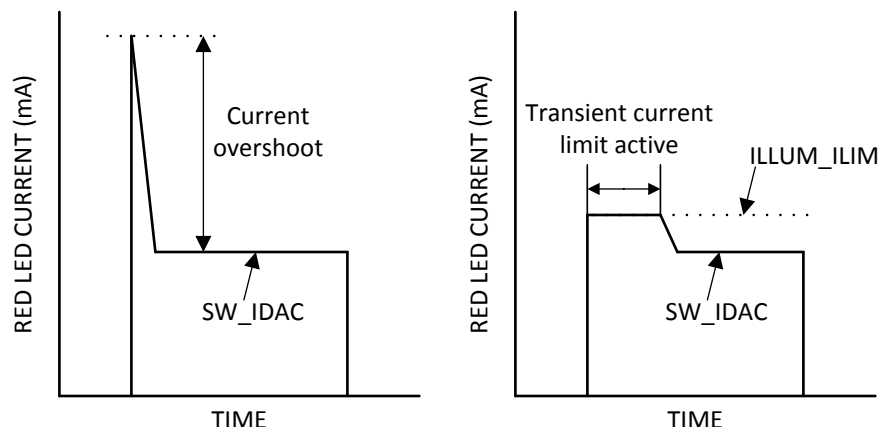 RED LED CURRENT (mA)
Current
overshoot
SW_IDAC
TIME
RED LED CURRENT (mA)
Transient current
limit active
ILLUM_ILIM
SW_IDAC
TIME